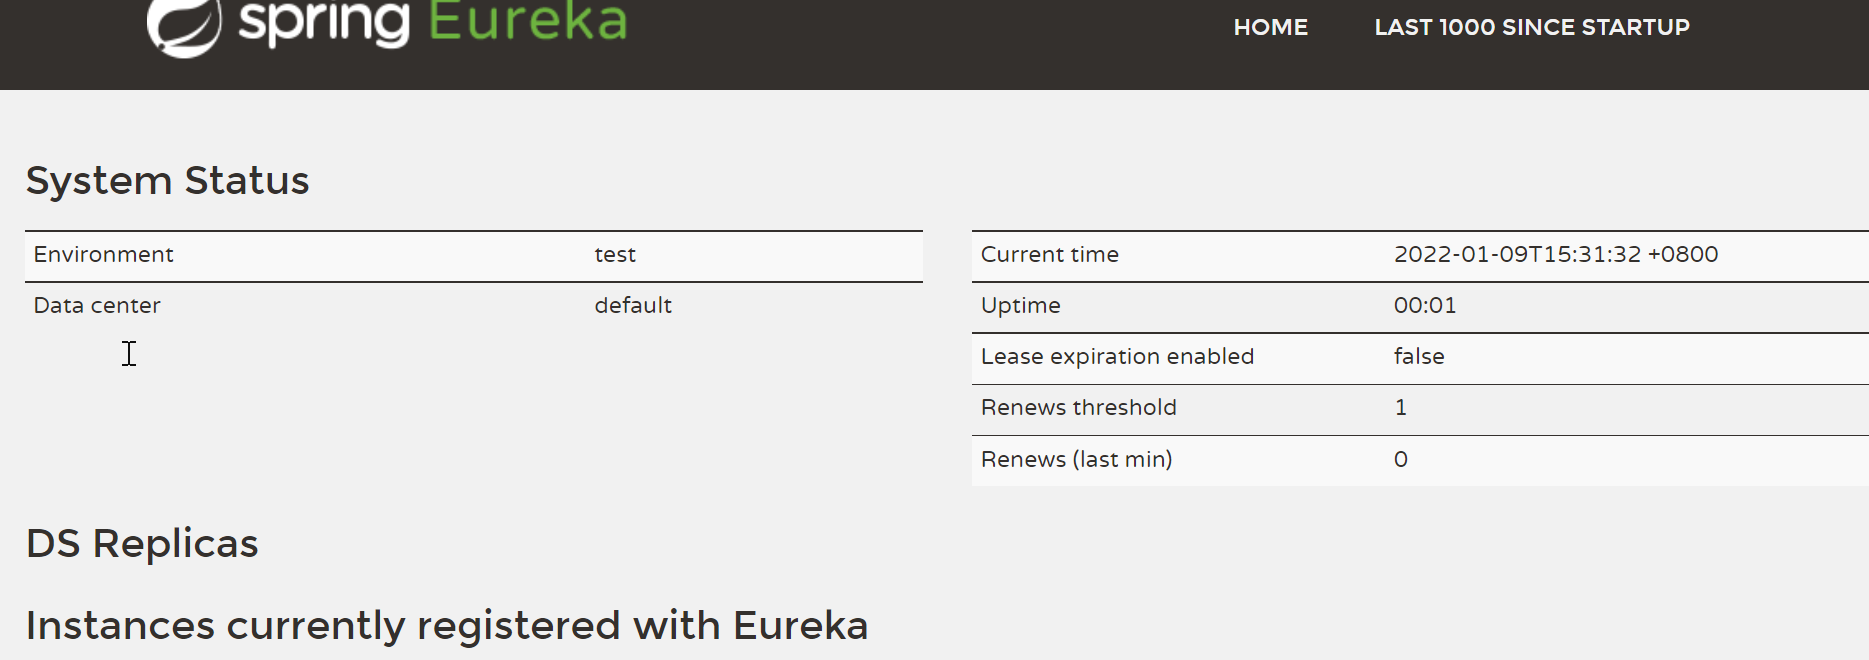 spring Eureka
HOME LAST 1000 SINCE STARTUP
System Status
Environment test
Data center default
Current time 2022-01-09T15:31:32 +0800
Uptime 00:01
Lease expiration enabled false
Renews threshold 1
Renews (last min) 0
DS Replicas
Instances currently registered with Eureka